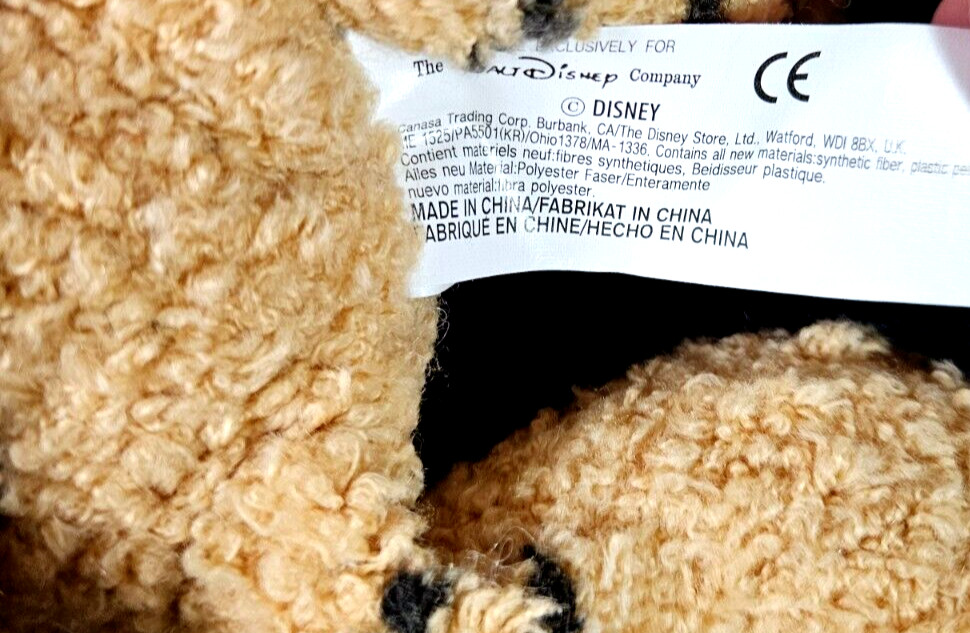 EXCLUSIVELY FOR
The WALT DISNEY Company
CE
© DISNEY
Canasa Trading Corp. Burbank, CA/The Disney Store, Ltd., Watford, WDI 8BX, U.K.
1525/PA5501(KR)/Ohio1378/MA-1336. Contains all new materials:synthetic fiber, plastic
Contient materiels neuf:fibres synthetiques, Beidisseur plastique.
Alles neu Material:Polyester Faser/Enteramente
nuevo material:fibra polyester.
MADE IN CHINA/FABRIKAT IN CHINA
FABRIQUE EN CHINE/HECHO EN CHINA